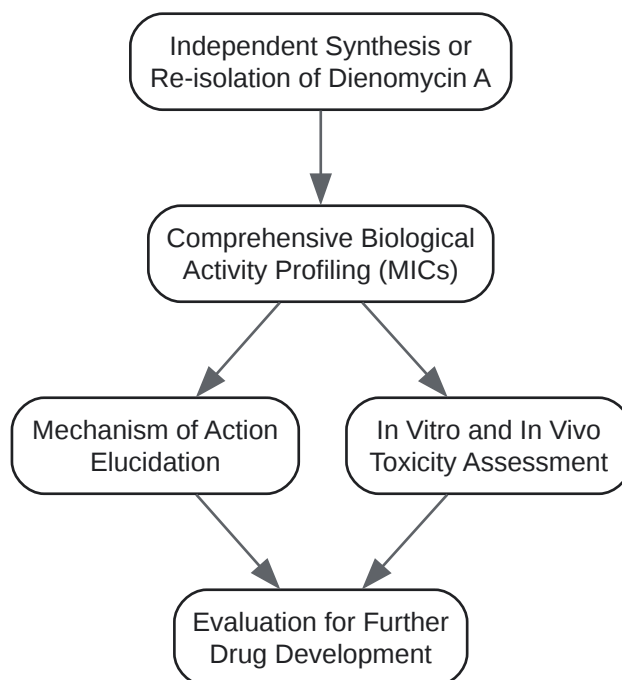 Independent Synthesis or
Re-isolation of Dienomycin A
Comprehensive Biological
Activity Profiling (MICs)
Mechanism of Action
Elucidation
In Vitro and In Vivo
Toxicity Assessment
Evaluation for Further
Drug Development